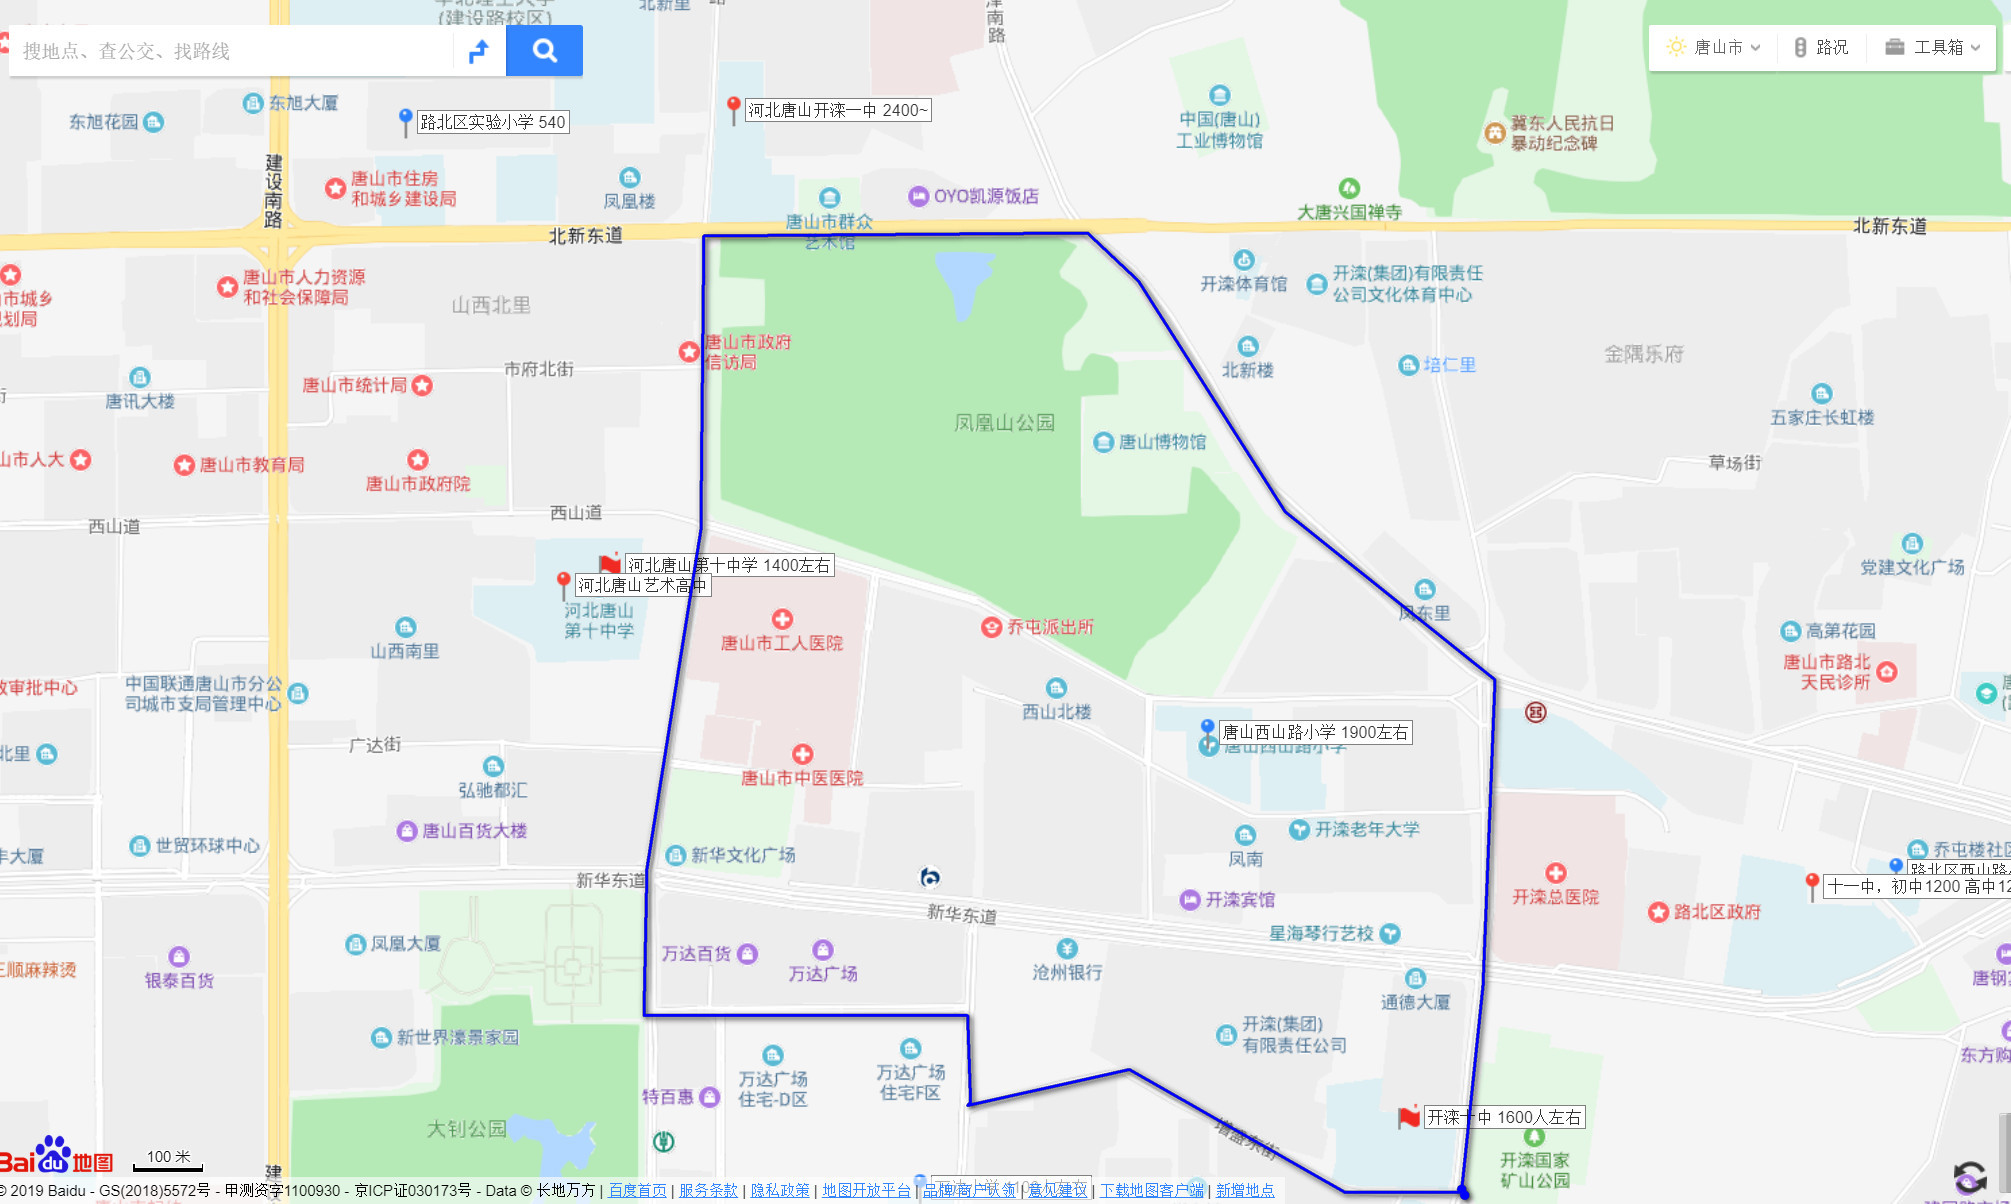 (建设路校区)
北新里
南路
搜地点、查公交、找路线
唐山市
路况
工具箱
东旭大厦
东旭花园
路北区实验小学 540
河北唐山开滦一中 2400~
中国(唐山)
工业博物馆
冀东人民抗日
暴动纪念碑
建设南路
唐山市住房
和城乡建设局
凤凰楼
OYO凯源饭店
唐山市群众
艺术馆
大唐兴国禅寺
北新东道
北新东道
唐山市人力资源
和社会保障局
市城乡
划局
山西北里
开滦体育馆
开滦(集团)有限责任
公司文化体育中心
唐山市政府
信访局
市府北街
北新楼
培仁里
金隅乐府
唐讯大楼
唐山市统计局
凤凰山公园
五家庄长虹楼
唐山博物馆
山市人大
唐山市教育局
唐山市政府院
草场街
西山道
西山道
河北唐山第十中学 1400左右
河北唐山艺术高中
河北唐山
第十中学
党建文化广场
凤东里
山西南里
唐山市工人医院
乔屯派出所
高第花园
唐山市路北
天民诊所
政审批中心
中国联通唐山市分公
司城市支局管理中心
西山北楼
唐山西山路小学 1900左右
唐山西山路小学
广达街
北里
弘驰都汇
唐山市中医医院
唐山百货大楼
开滦老年大学
世贸环球中心
丰大厦
新华文化广场
凤南
乔屯楼社区
路北区西山路
十一中，初中1200 高中12
新华东道
新华东道
开滦宾馆
开滦总医院
路北区政府
星海琴行艺校
凤凰大厦
万达百货
万达广场
沧州银行
三顺麻辣烫
银泰百货
唐钢宾
通德大厦
新世界濠景家园
开滦(集团)
有限责任公司
万达广场
住宅-D区
万达广场
住宅F区
东方购
特百惠
大钊公园
增盛东街
开滦十中 1600人左右
开滦国家
矿山公园
Bai du 地图
100 米
建
© 2019 Baidu - GS(2018)5572号 - 甲测资字1100930 - 京ICP证030173号 - Data © 长地万方 | 百度首页 | 服务条款 | 隐私政策 | 地图开放平台 | 品牌商户认领 | 意见建议 | 下载地图客户端 | 新增地点